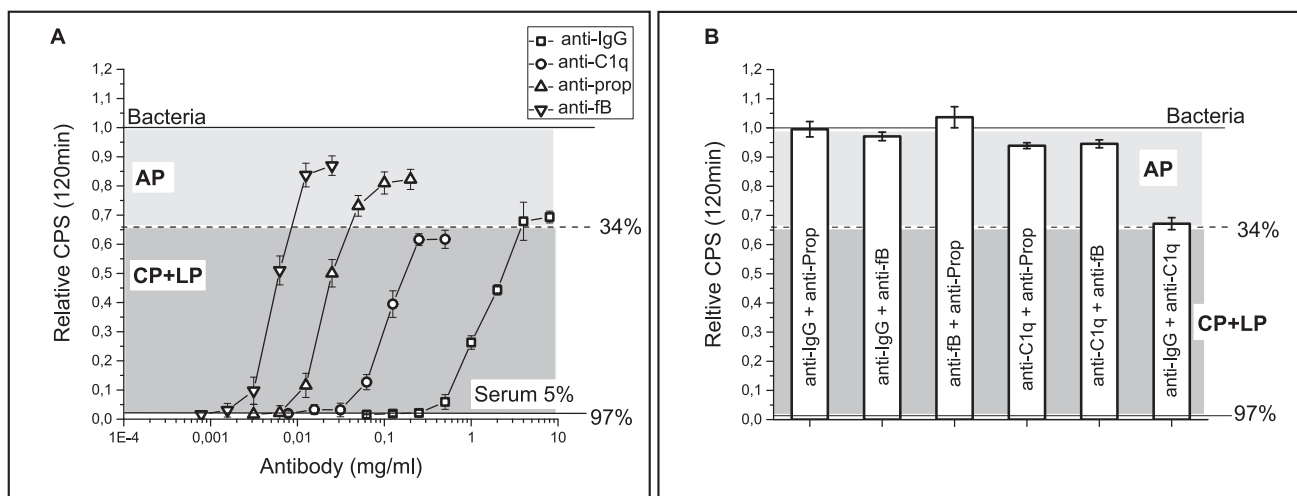 A
anti-IgG
anti-C1q
anti-prop
anti-fB
1,2
1,1
1,0
0,9
0,8
0,7
0,6
0,5
0,4
0,3
0,2
0,1
0,0
Relative CPS (120min)
Bacteria
AP
CP+LP
34%
Serum 5%
97%
1E-4
0,001
0,01
0,1
1
10
Antibody (mg/ml)
B
1,2
1,1
1,0
0,9
0,8
0,7
0,6
0,5
0,4
0,3
0,2
0,1
0,0
Reltive CPS (120min)
Bacteria
AP
34%
CP+LP
97%
anti-IgG + anti-Prop
anti-IgG + anti-fB
anti-fB + anti-Prop
anti-C1q + anti-Prop
anti-C1q + anti-fB
anti-IgG + anti-C1q